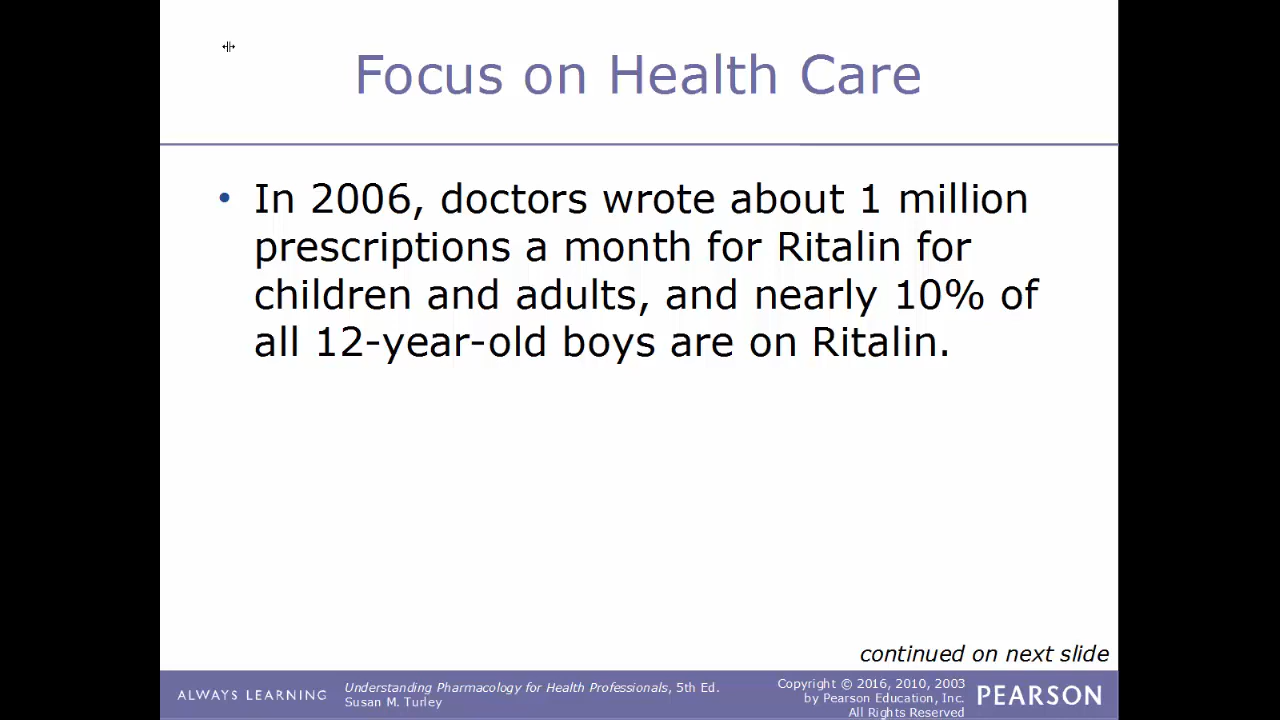 Focus on Health Care
• In 2006, doctors wrote about 1 million
prescriptions a month for Ritalin for
children and adults, and nearly 10% of
all 12-year-old boys are on Ritalin.
continued on next slide
ALWAYS LEARNING
Understanding Pharmacology for Health Professionals, 5th Ed.
Susan M. Turley
Copyright © 2016, 2010, 2003
by Pearson Education, Inc.
All Rights Reserved
PEARSON